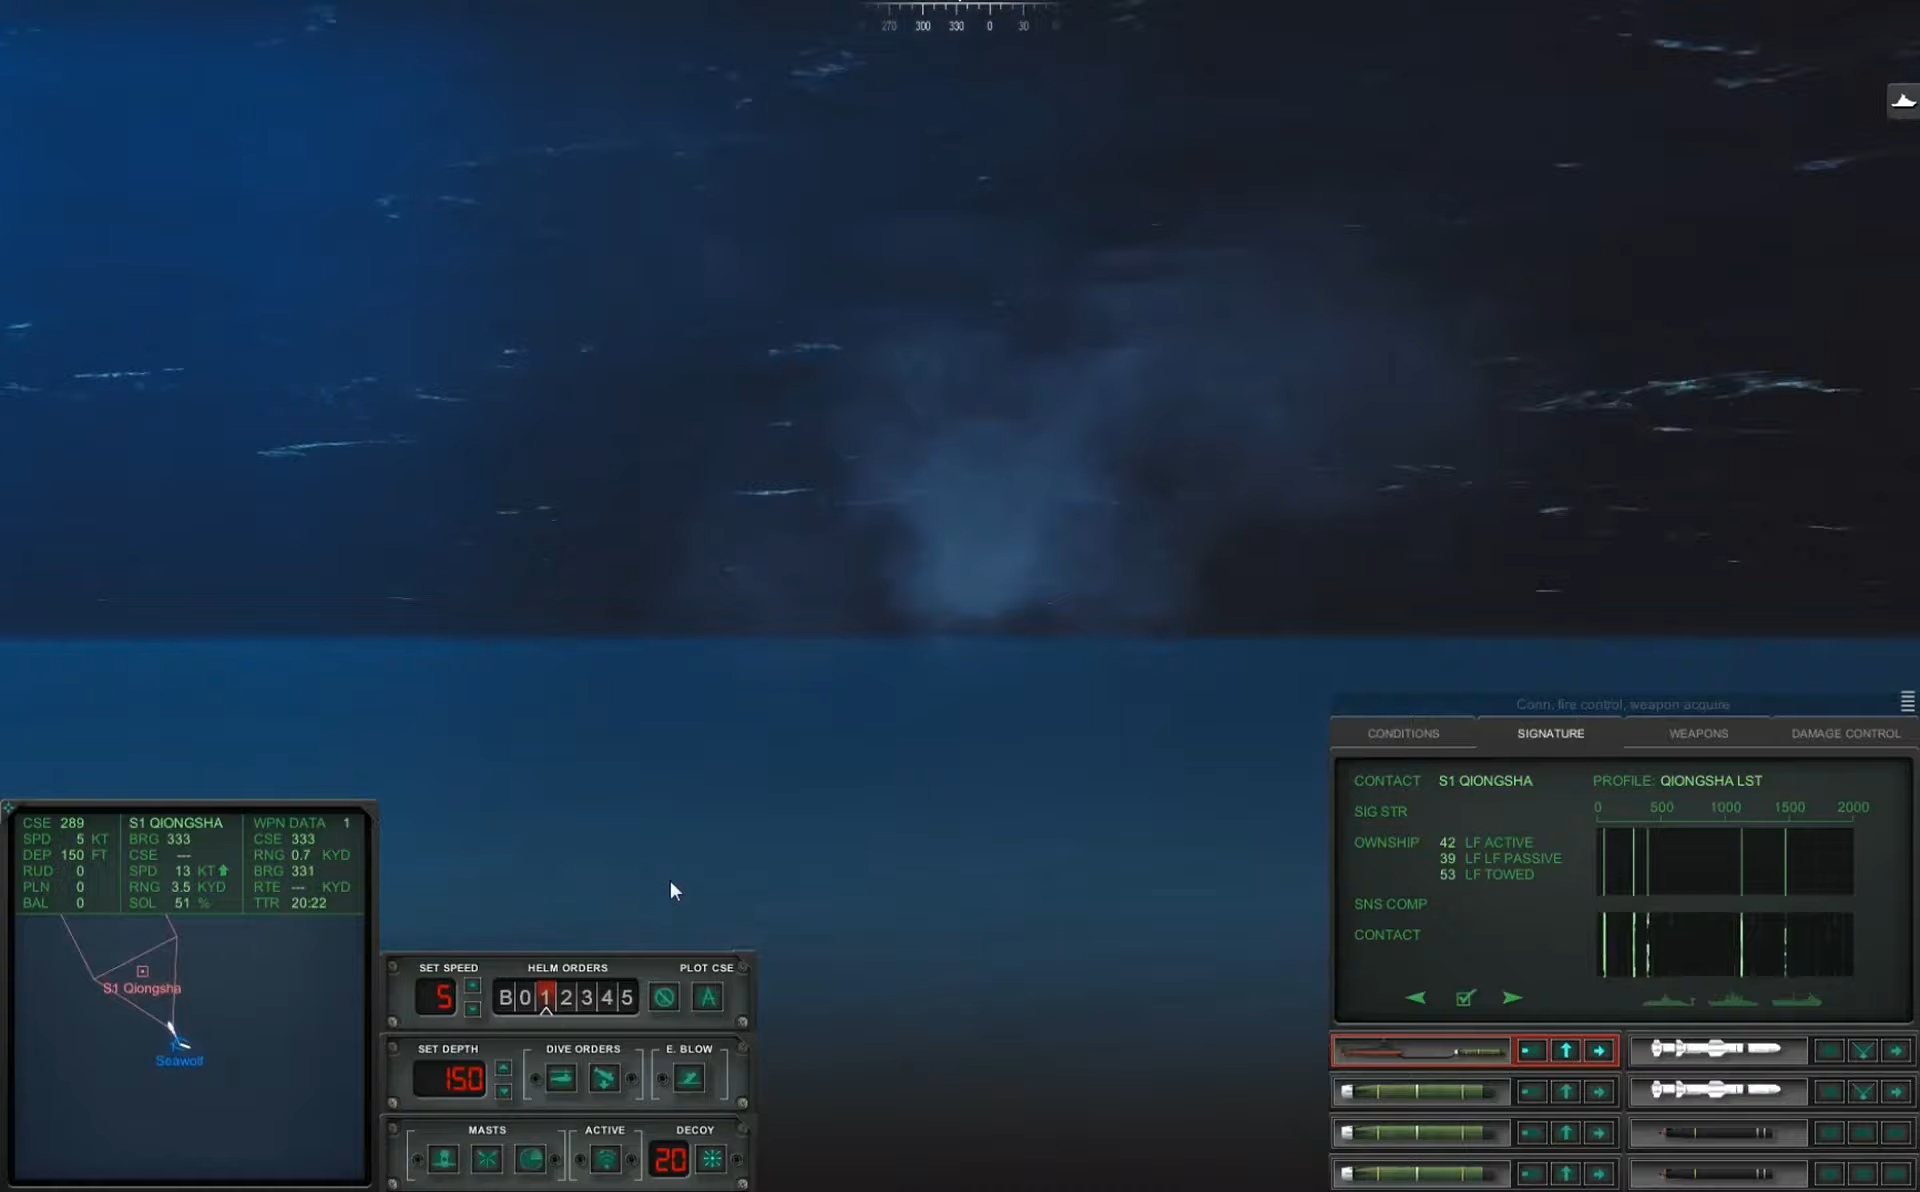 270 300 330 0 30
Conn, fire control, weapon acquire
CONDITIONS SIGNATURE WEAPONS DAMAGE CONTROL
CONTACT S1 QIONGSHA PROFILE: QIONGSHA LST
SIG STR 0 500 1000 1500 2000
OWNSHIP 42 LF ACTIVE
39 LF LF PASSIVE
53 LF TOWED
SNS COMP
CONTACT
CSE 289 S1 QIONGSHA WPN DATA 1
SPD 5 KT BRG 333 CSE 333
DEP 150 FT CSE --- RNG 0.7 KYD
RUD 0 SPD 13 KT BRG 331
PLN 0 RNG 3.5 KYD RTE --- KYD
BAL 0 SOL 51 % TTR 20:22
S1 Qiongsha
1
Seawolf
SET SPEED HELM ORDERS PLOT CSE
5 B 0 1 2 3 4 5
SET DEPTH DIVE ORDERS E. BLOW
150
MASTS ACTIVE DECOY
20